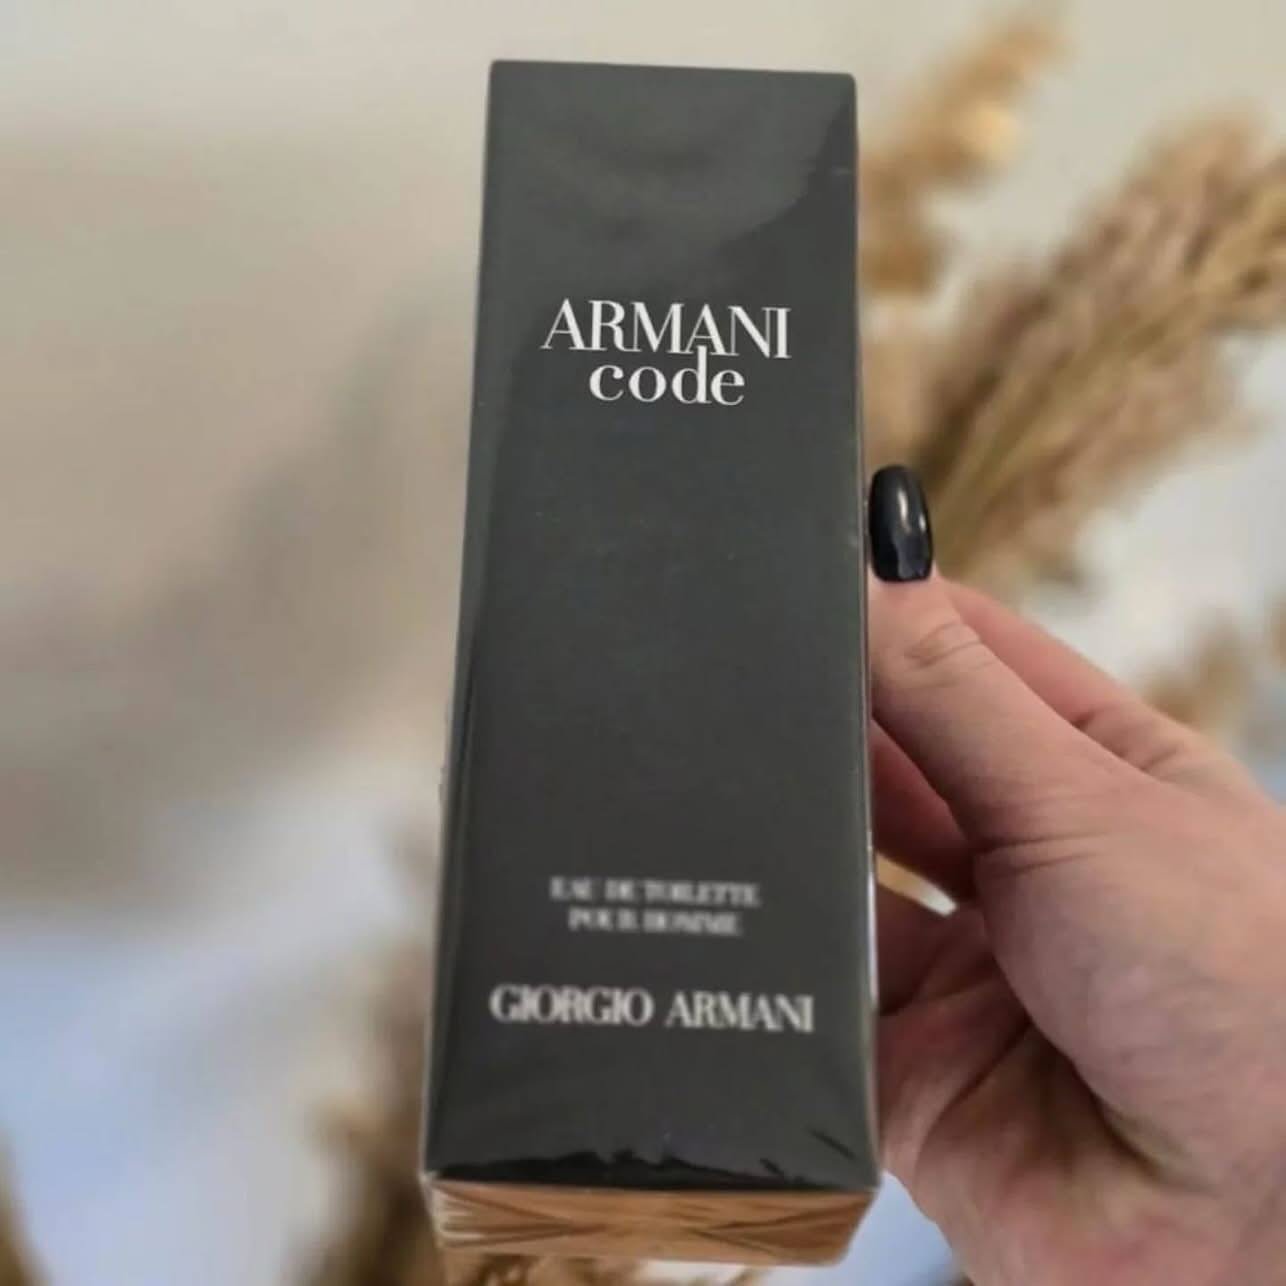 ARMANI
code
EAU DE TOILETTE
POUR HOMME
GIORGIO ARMANI